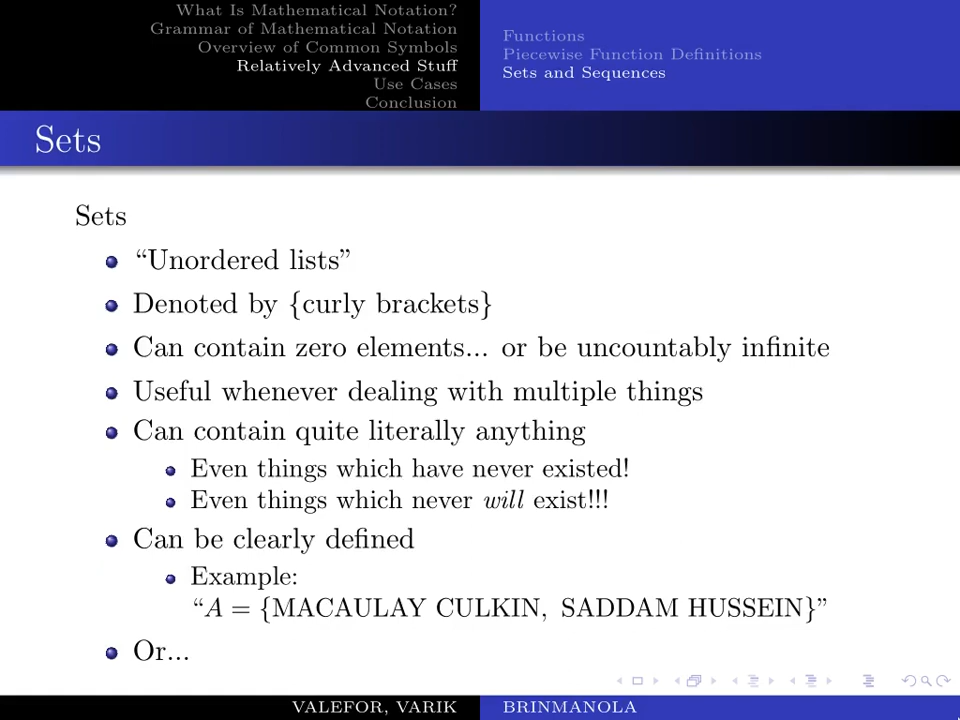 What Is Mathematical Notation?
Grammar of Mathematical Notation
Overview of Common Symbols
Relatively Advanced Stuff
Use Cases
Conclusion
Functions
Piecewise Function Definitions
Sets and Sequences
Sets
Sets
“Unordered lists”
Denoted by {curly brackets}
Can contain zero elements... or be uncountably infinite
Useful whenever dealing with multiple things
Can contain quite literally anything
Even things which have never existed!
Even things which never will exist!!!
Can be clearly defined
Example:
“A = {MACAULAY CULKIN, SADDAM HUSSEIN}”
Or...
VALEFOR, VARIK
BRINMANOLA